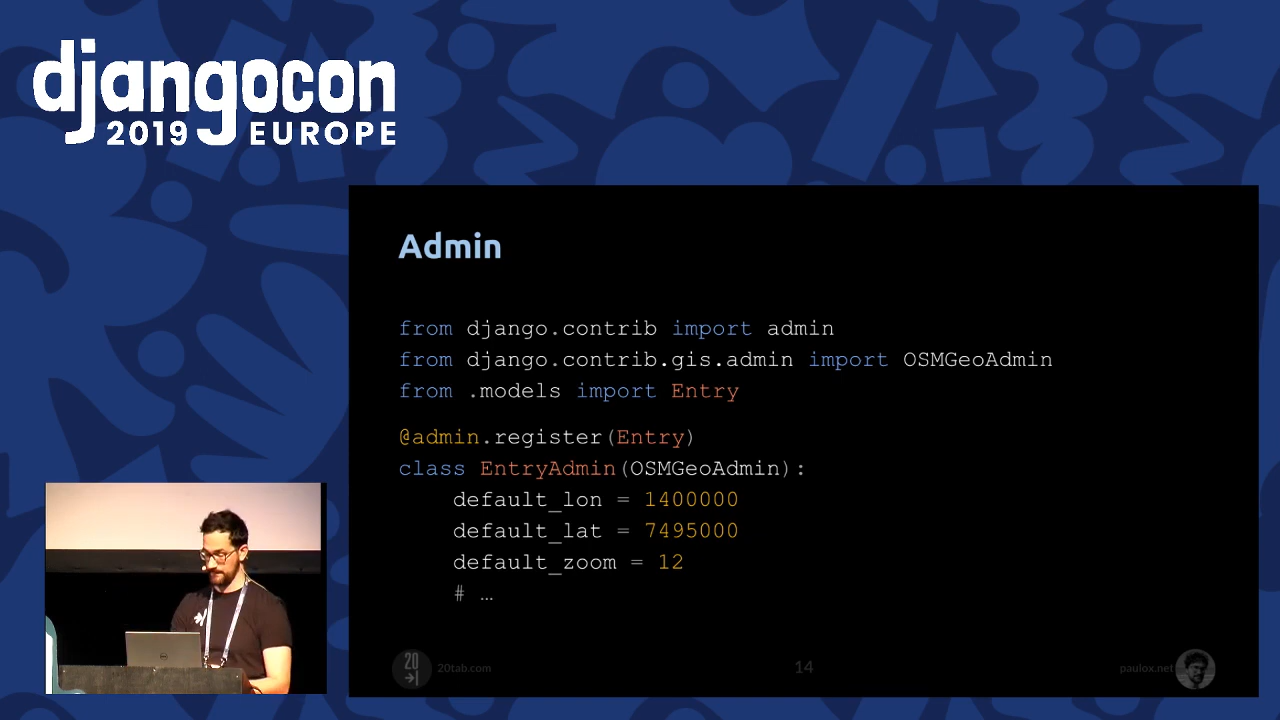 djangocon
2019 EUROPE
Admin
from django.contrib import admin
from django.contrib.gis.admin import OSMGeoAdmin
from .models import Entry
@admin.register(Entry)
class EntryAdmin(OSMGeoAdmin):
    default_lon = 1400000
    default_lat = 7495000
    default_zoom = 12
    # …
20
20tab.com
14
paulox.net